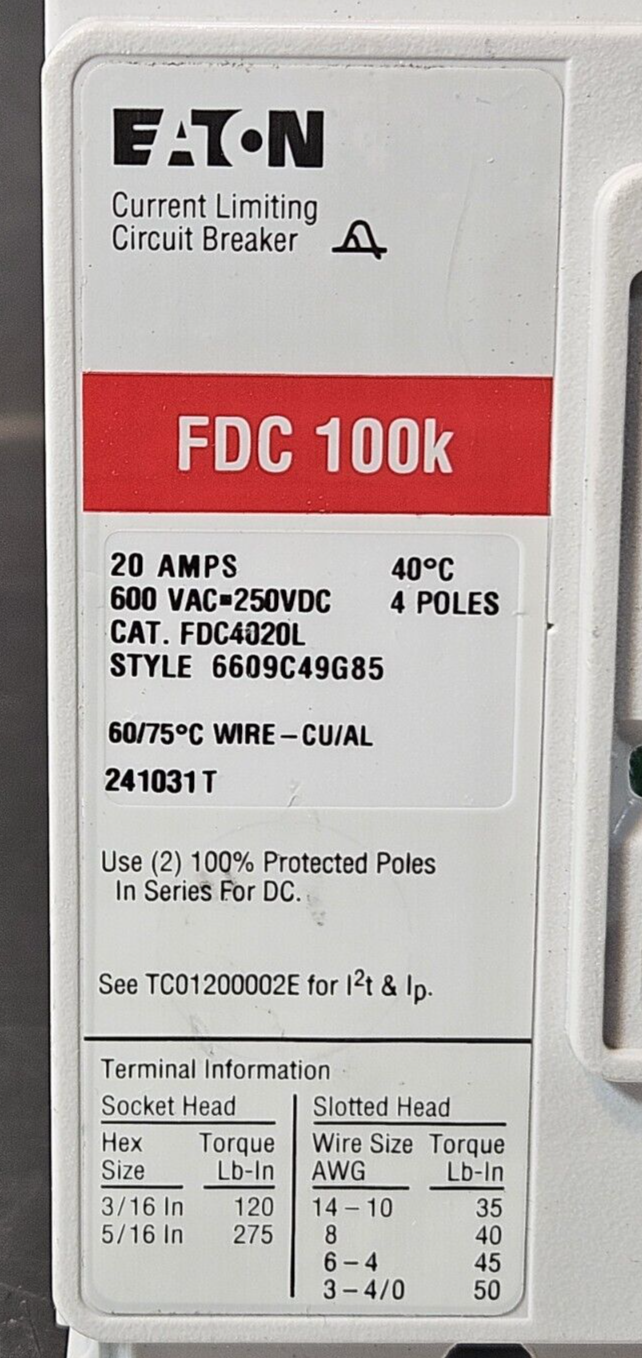 EATON
Current Limiting
Circuit Breaker
FDC 100k
20 AMPS 40°C
600 VAC=250VDC 4 POLES
CAT. FDC4020L
STYLE 6609C49G85
60/75°C WIRE–CU/AL
241031 T
Use (2) 100% Protected Poles
In Series For DC.
See TC01200002E for I²t & Ip.
Terminal Information
Socket Head Slotted Head
Hex Torque Wire Size Torque
Size Lb-In AWG Lb-In
3/16 In 120 14 – 10 35
5/16 In 275 8 40
6 – 4 45
3 – 4/0 50